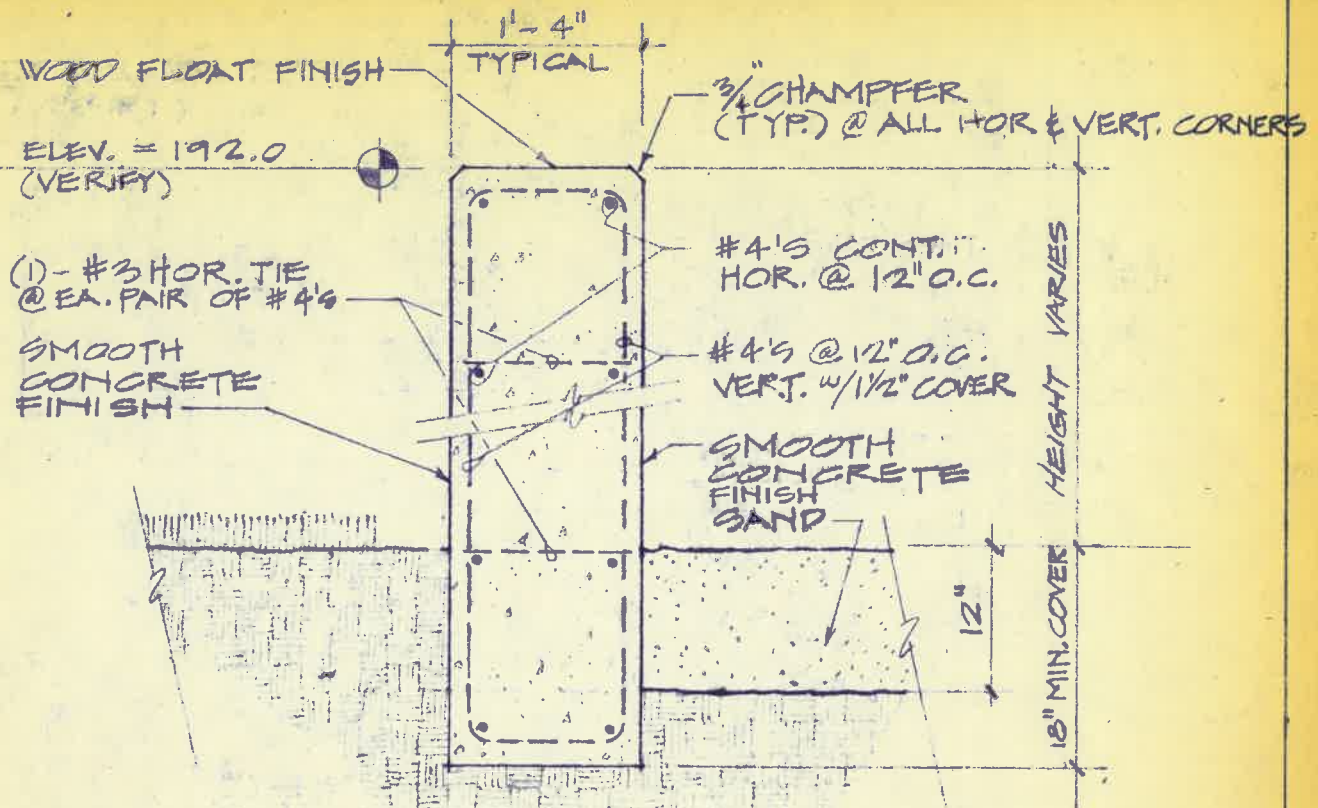 1'-4"
TYPICAL
WOOD FLOAT FINISH
3/4" CHAMPFER
(TYP.) @ ALL HOR & VERT. CORNERS
ELEV. = 192.0
(VERIFY)
(1)- #3 HOR. TIE
@ EA. PAIR OF #4'S
SMOOTH
CONCRETE
FINISH
#4'S CONT.
HOR. @ 12" O.C.
#4'S @ 12" O.C.
VERT. W/ 1 1/2" COVER
SMOOTH
CONCRETE
FINISH
SAND
12"
HEIGHT VARIES
18" MIN. COVER